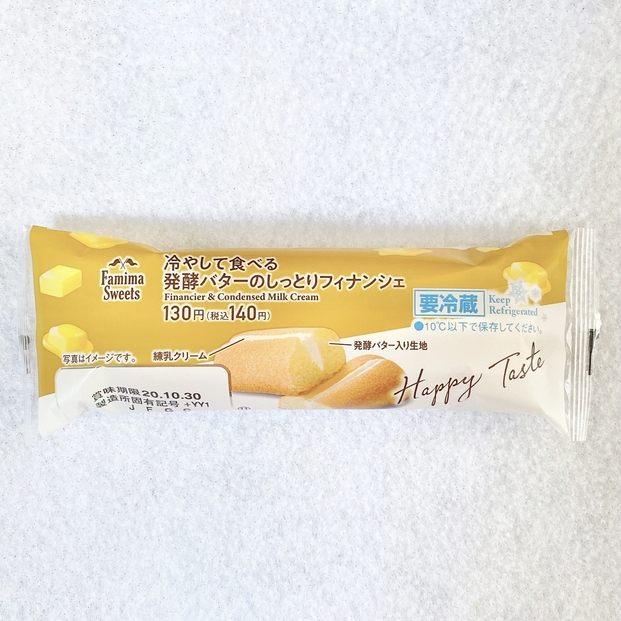 Famima
Sweets
冷やして食べる
発酵バターのしっとりフィナンシェ
Financier & Condensed Milk Cream
130円(税込140円)
要冷蔵
Keep
Refrigerated
●10℃以下で保存してください。
写真はイメージです。
練乳クリーム
発酵バター入り生地
Happy Taste
賞味期限20.10.30
製造所固有記号 +YY1